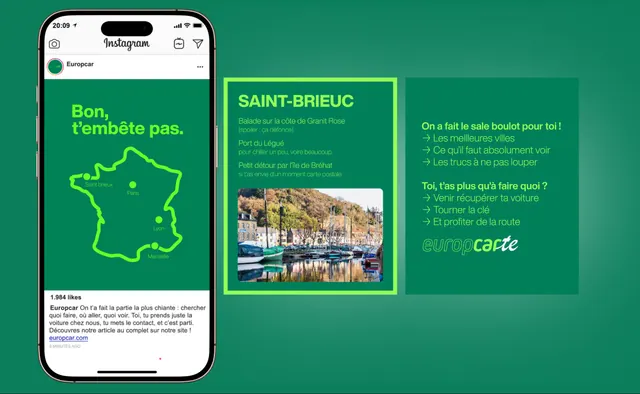 20:09
Instagram
Europcar
Bon,
t'embête pas.
Saint brieuc
Paris
Lyon
Marseille
1.984 likes
Europcar On t'a fait la partie la plus chiante : chercher
quoi faire, où aller, quoi voir. Toi, tu prends juste la
voiture chez nous, tu mets le contact, et c'est parti.
Découvres notre article au complet sur notre site !
europcar.com
SAINT-BRIEUC
Balade sur la côte de Granit Rose
(spoiler : ça défonce)
Port du Légué
pour chiller un peu, voire beaucoup.
Petit détour par l'île de Bréhat
si t'as envie d'un moment carte postale
On a fait le sale boulot pour toi !
→ Les meilleures villes
→ Ce qu'il faut absolument voir
→ Les trucs à ne pas louper
Toi, t'as plus qu'à faire quoi ?
→ Venir récupérer ta voiture
→ Tourner la clé
→ Et profiter de la route
europcarte